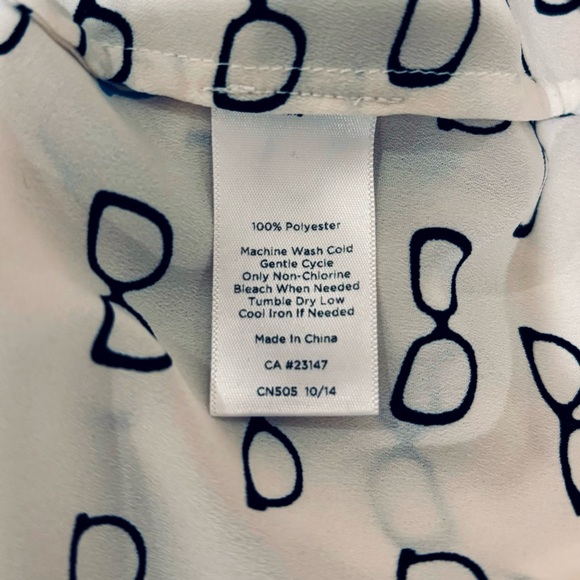 100% Polyester
Machine Wash Cold
Gentle Cycle
Only Non-Chlorine
Bleach When Needed
Tumble Dry Low
Cool Iron If Needed
Made In China
CA #23147
CN505 10/14